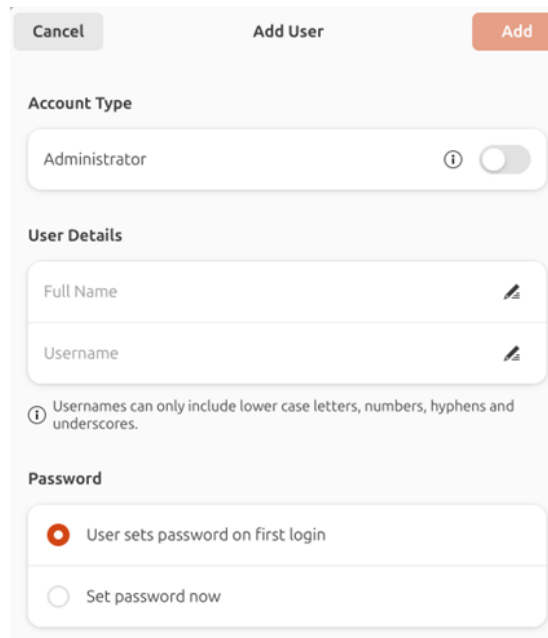 Cancel Add User Add
Account Type
Administrator
User Details
Full Name
Username
Usernames can only include lower case letters, numbers, hyphens and
underscores.
Password
User sets password on first login
Set password now